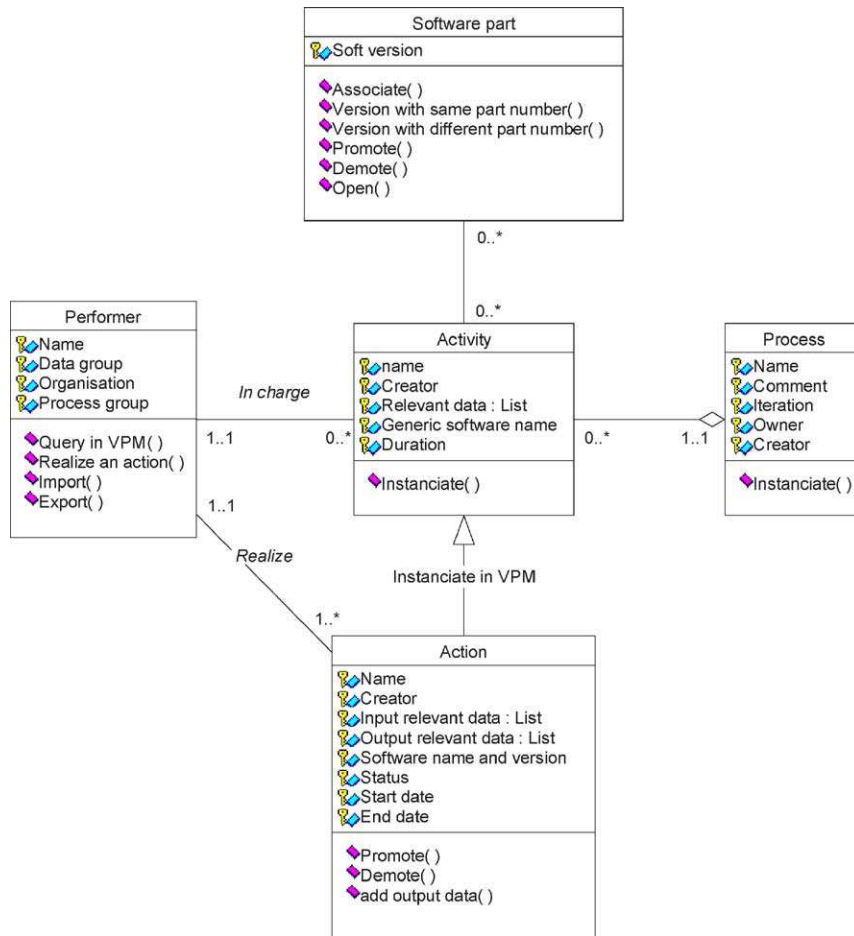 Software part
Soft version
Associate( )
Version with same part number( )
Version with different part number( )
Promote( )
Demote( )
Open( )
0..*
0..*
Performer
Name
Data group
Organisation
Process group
Query in VPM( )
Realize an action( )
Import( )
Export( )
In charge
1..1
0..*
Activity
name
Creator
Relevant data : List
Generic software name
Duration
Instanciate( )
0..*
1..1
Process
Name
Comment
Iteration
Owner
Creator
Instanciate( )
1..1
Realize
1..*
Instanciate in VPM
Action
Name
Creator
Input relevant data : List
Output relevant data : List
Software name and version
Status
Start date
End date
Promote( )
Demote( )
add output data( )